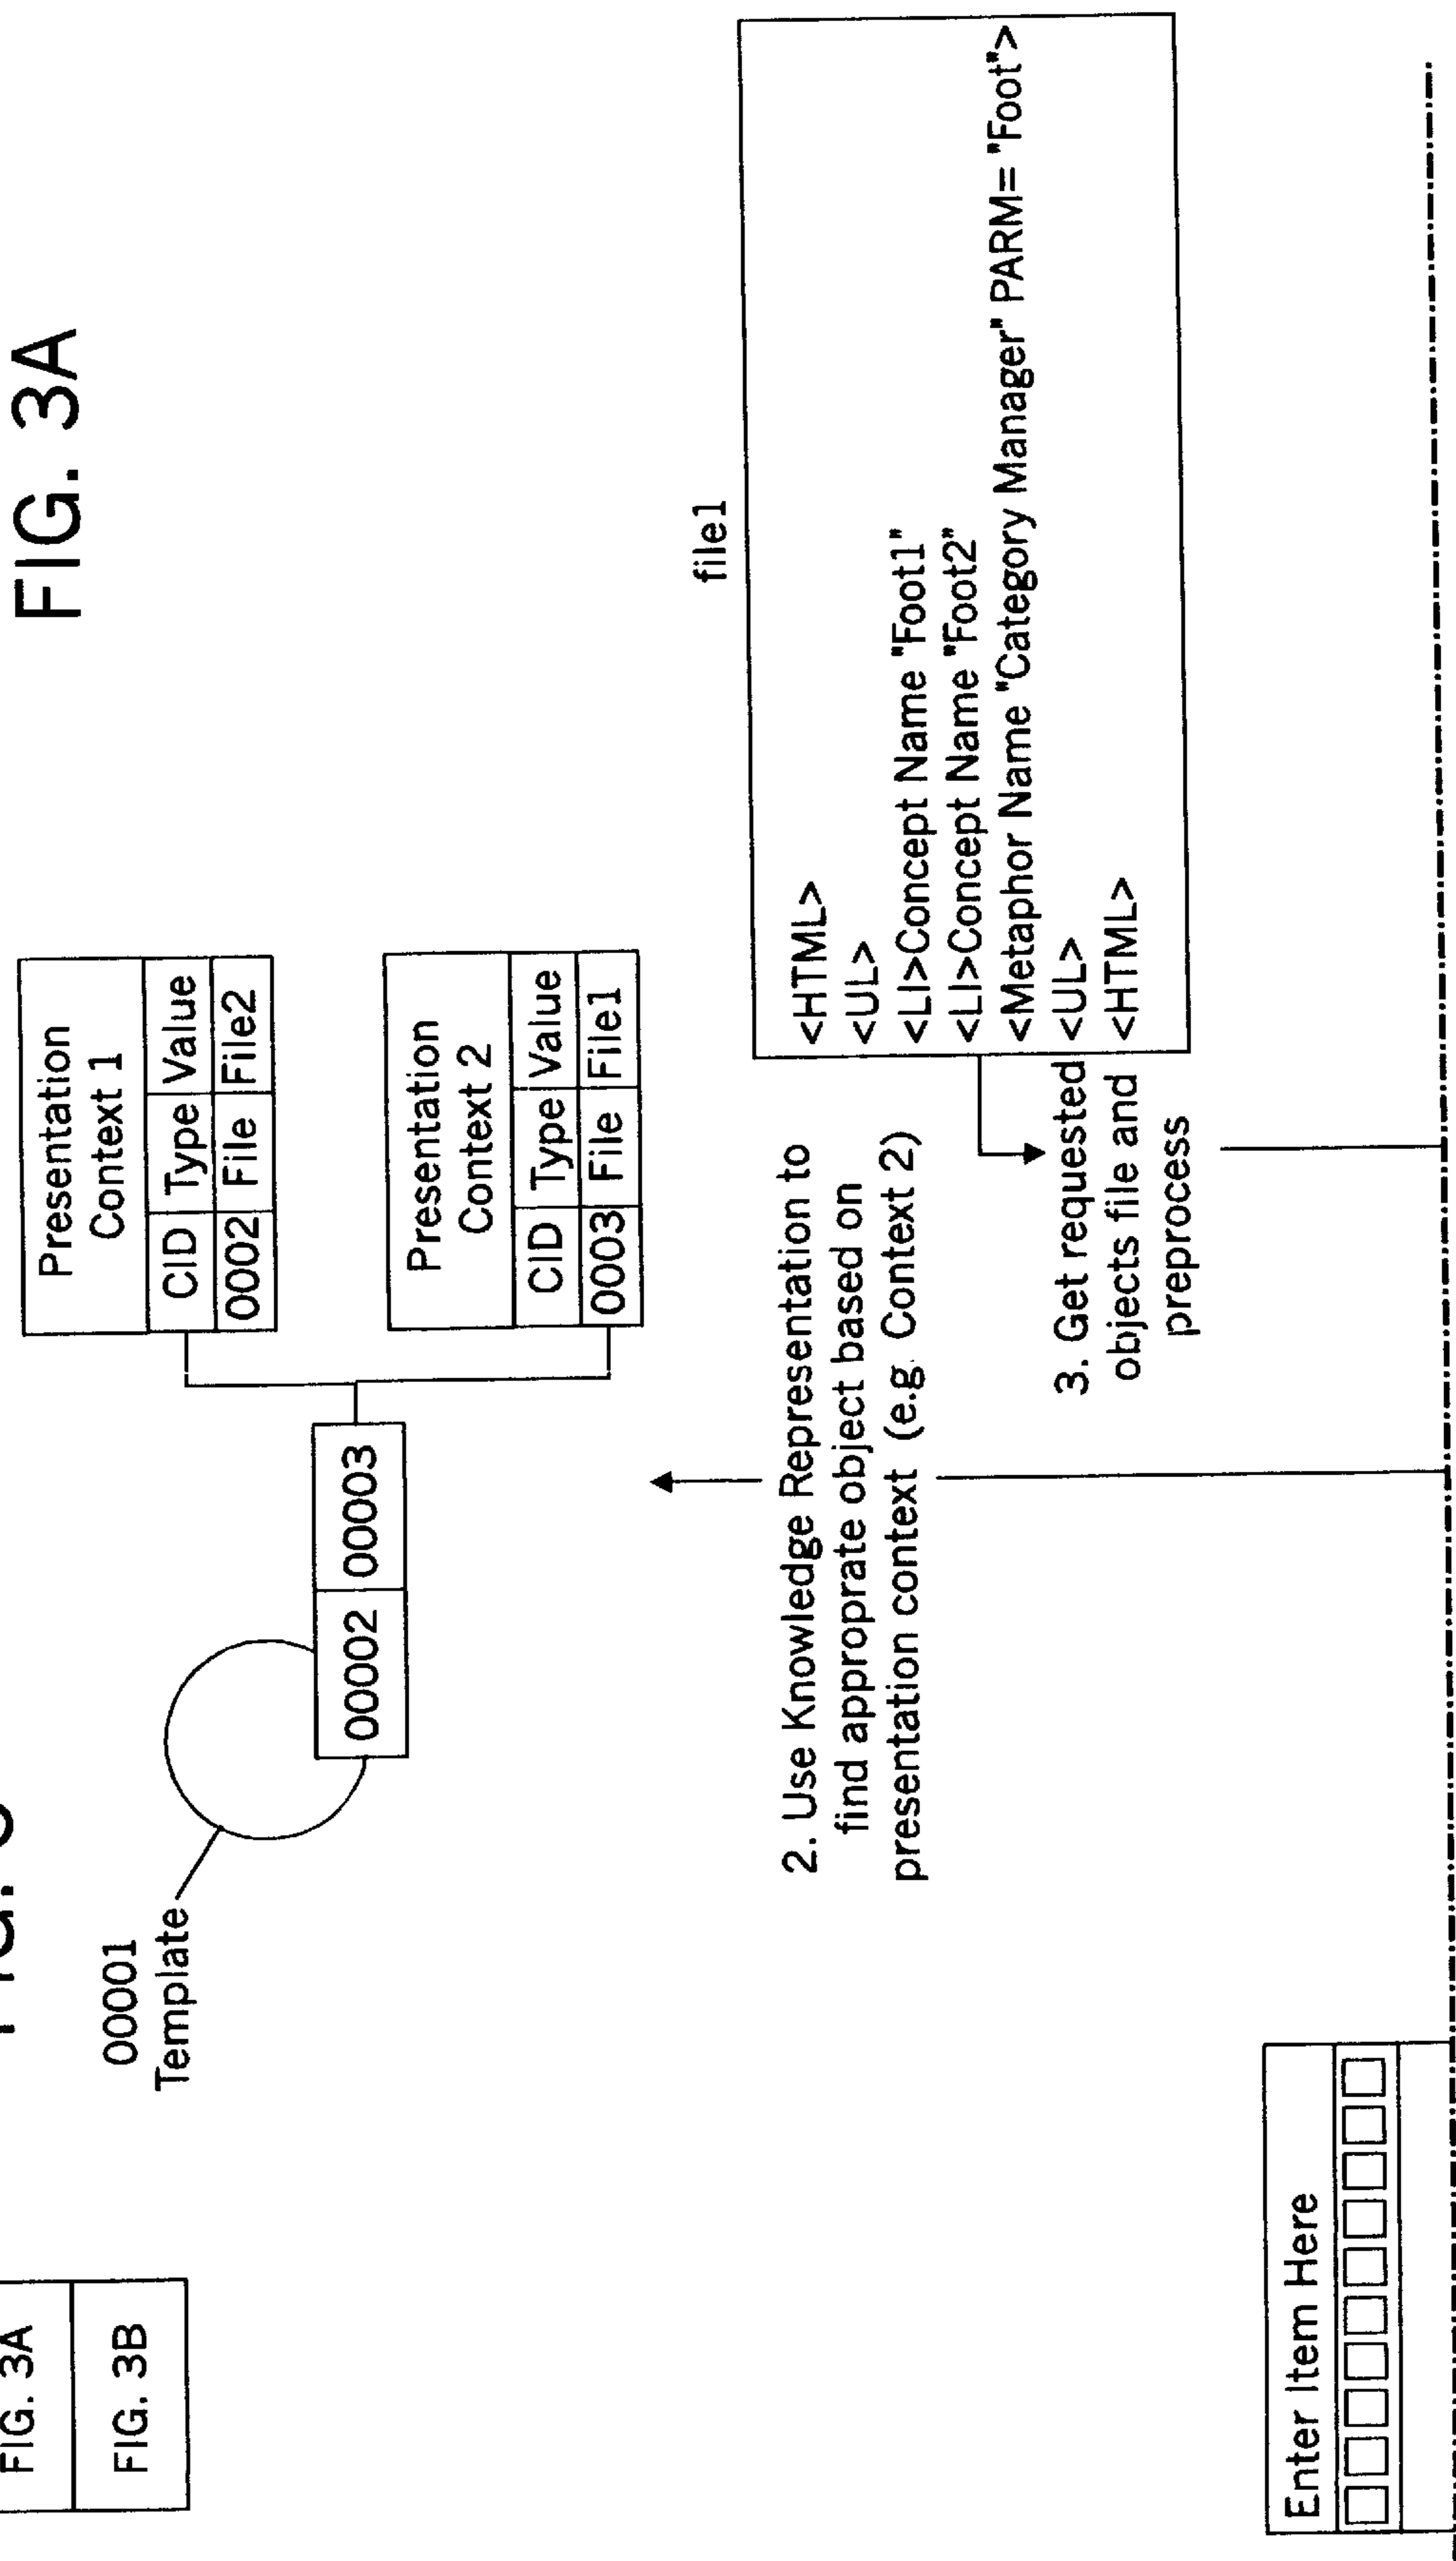 FIG. 3A
FIG. 3A
FIG. 3B
00001
Template
00002 00003
Presentation
Context 1
CID Type Value
0002 File File2
Presentation
Context 2
CID Type Value
0003 File File1
2. Use Knowledge Representation to
find approprate object based on
presentation context (e.g. Context 2)
file1
<HTML>
<UL>
<LI>Concept Name "Foot1"
<LI>Concept Name "Foot2"
<Metaphor Name "Category Manager" PARM= "Foot">
<UL>
<HTML>
3. Get requested
objects file and
preprocess
Enter Item Here